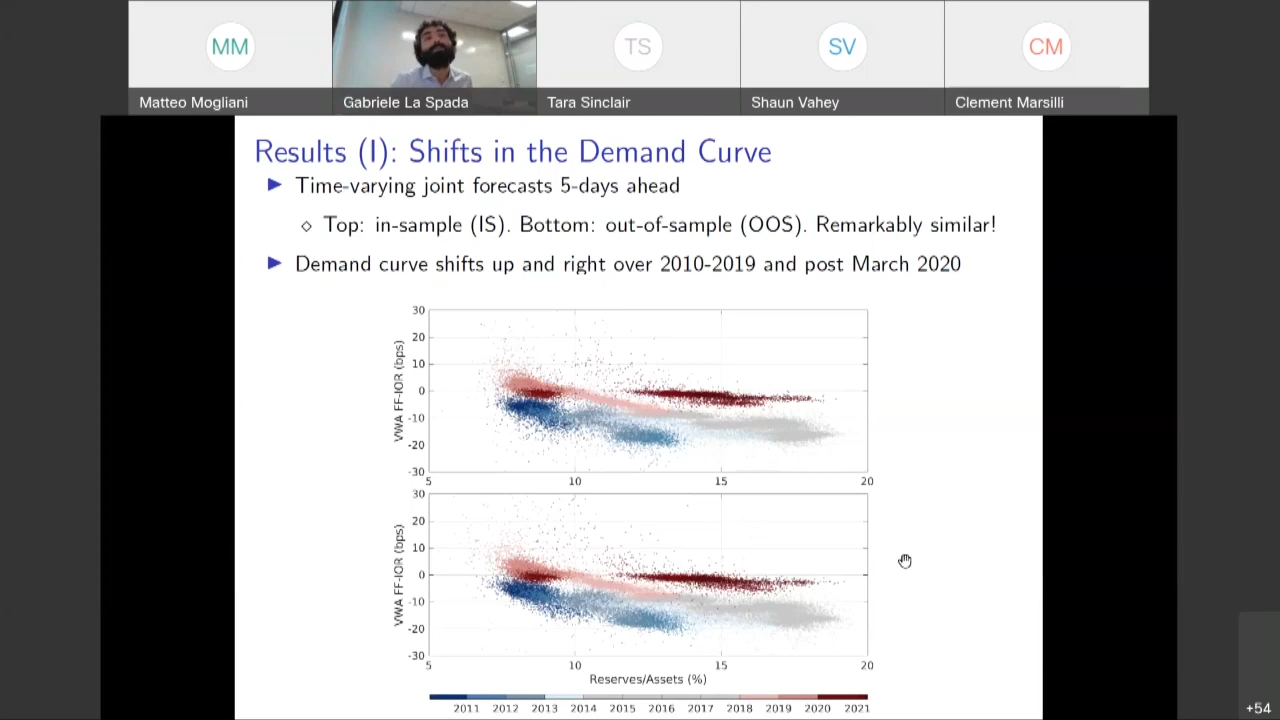 MM
TS
SV
CM
Matteo Mogliani
Gabriele La Spada
Tara Sinclair
Shaun Vahey
Clement Marsilli
Results (I): Shifts in the Demand Curve
▶ Time-varying joint forecasts 5-days ahead
◇ Top: in-sample (IS). Bottom: out-of-sample (OOS). Remarkably similar!
▶ Demand curve shifts up and right over 2010-2019 and post March 2020
VWA FF-IOR (bps)
30
20
10
0
-10
-20
-30
5 10 15 20
VWA FF-IOR (bps)
30
20
10
0
-10
-20
-30
5 10 15 20
Reserves/Assets (%)
2011 2012 2013 2014 2015 2016 2017 2018 2019 2020 2021
+54